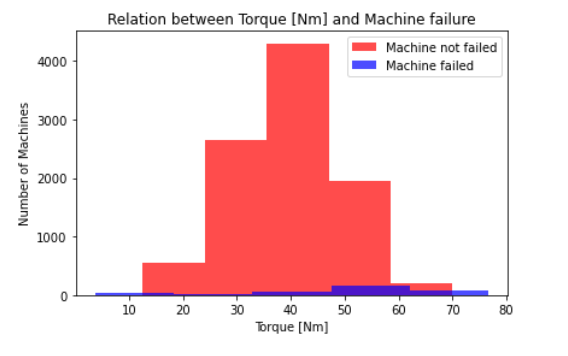 Relation between Torque [Nm] and Machine failure
Machine not failed
Machine failed
Number of Machines
4000
3000
2000
1000
0
10 20 30 40 50 60 70 80
Torque [Nm]